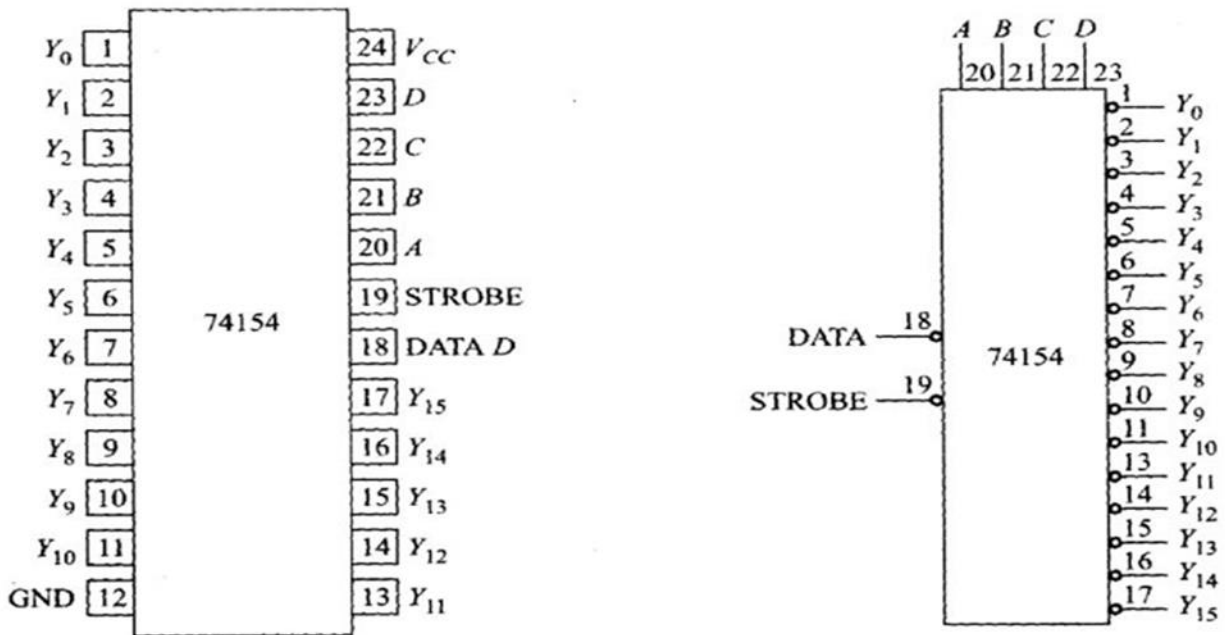 Y₀ 1
Y₁ 2
Y₂ 3
Y₃ 4
Y₄ 5
Y₅ 6
Y₆ 7
Y₇ 8
Y₈ 9
Y₉ 10
Y₁₀ 11
GND 12
74154
24 V_CC
23 D
22 C
21 B
20 A
19 STROBE
18 DATA D
17 Y₁₅
16 Y₁₄
15 Y₁₃
14 Y₁₂
13 Y₁₁
A B C D
20 21 22 23
DATA 18
STROBE 19
74154
1 Y₀
2 Y₁
3 Y₂
4 Y₃
5 Y₄
6 Y₅
7 Y₆
8 Y₇
9 Y₈
10 Y₉
11 Y₁₀
13 Y₁₁
14 Y₁₂
15 Y₁₃
16 Y₁₄
17 Y₁₅